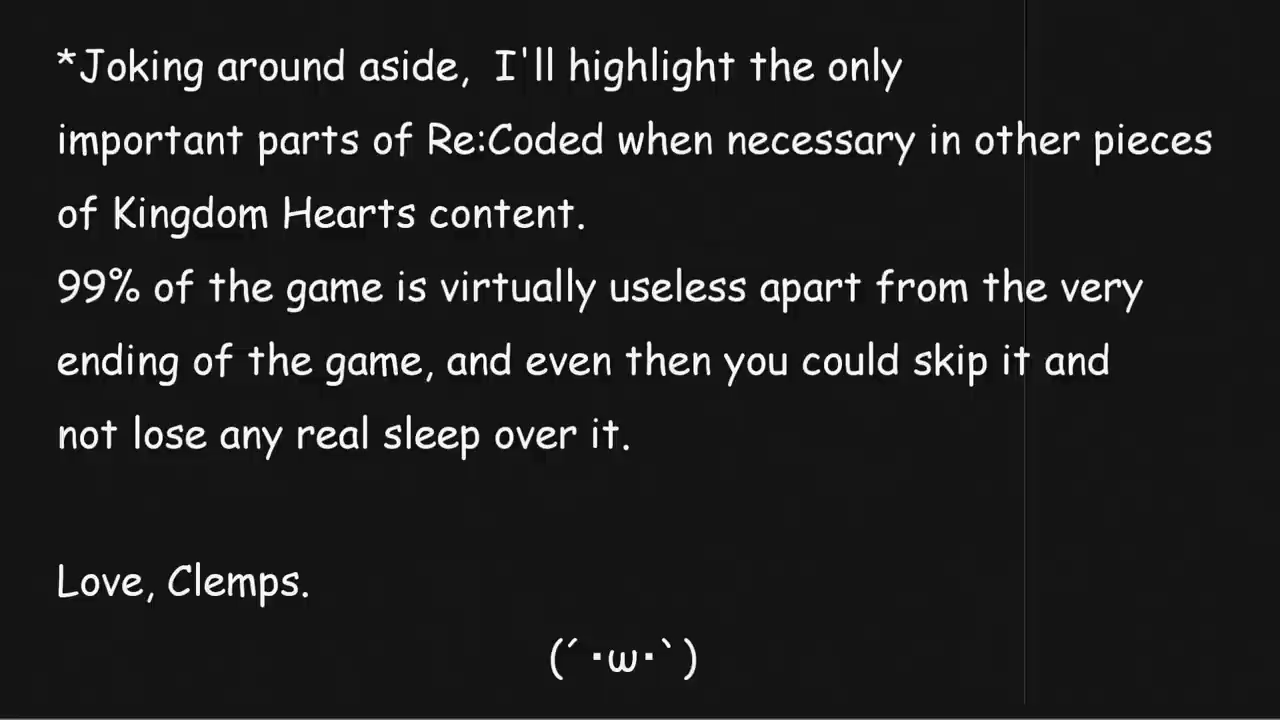 *Joking around aside,  I'll highlight the only
important parts of Re:Coded when necessary in other pieces
of Kingdom Hearts content.
99% of the game is virtually useless apart from the very
ending of the game, and even then you could skip it and
not lose any real sleep over it.
Love, Clemps.
(´･ω･`)